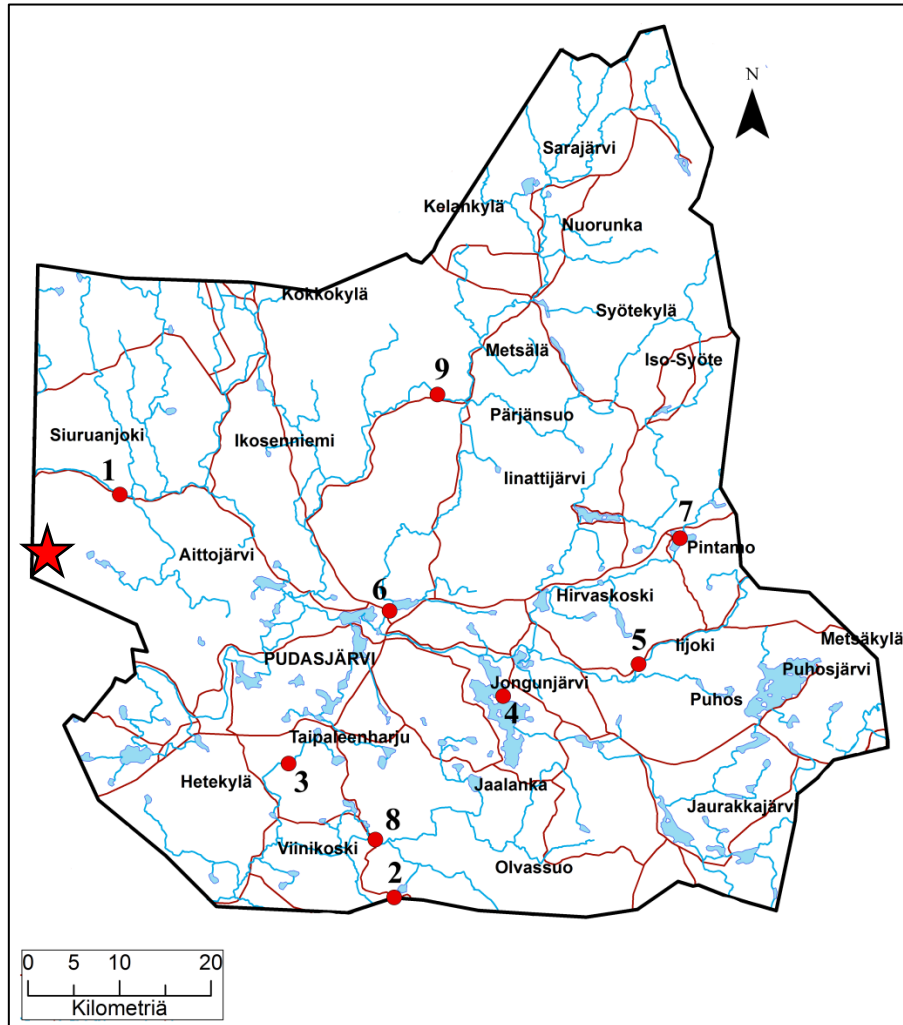 N
Sarajärvi
Kelankylä
Nuorunka
Kokkokylä
Syötekylä
Metsälä
Iso-Syöte
9
Pärjänsuo
Siuruanjoki
Ikosenniemi
1
Iinattijärvi
7
Pintamo
Aittojärvi
6
Hirvaskoski
5
Iijoki
Metsäkylä
PUDASJÄRVI
Puhosjärvi
Jongunjärvi
Puhos
4
Taipaleenharju
3
Hetekylä
Jaalanka
Jaurakkajärvi
8
Viinikoski
Olvassuo
2
0 5 10 20
Kilometriä